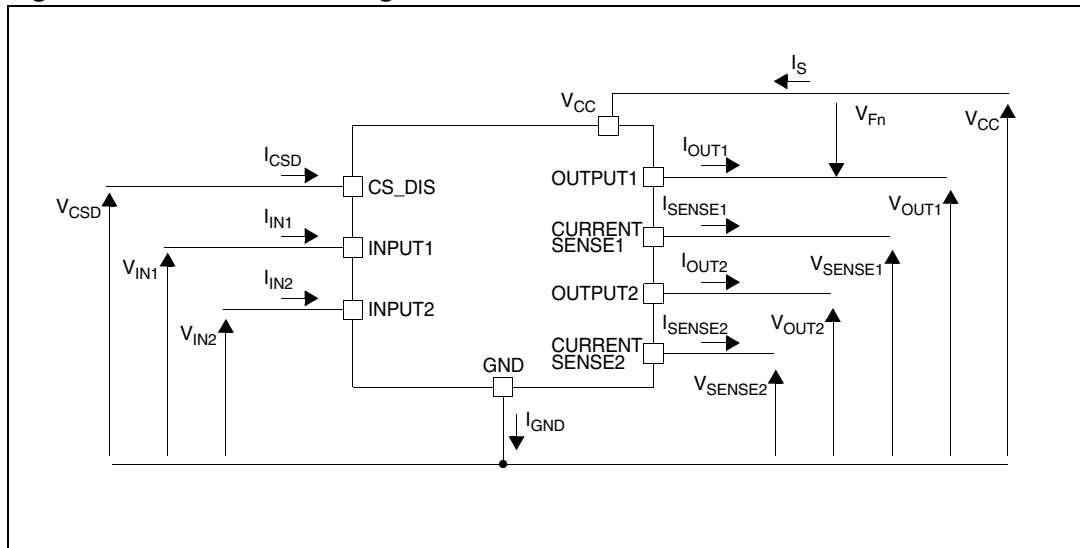 I_S
V_CC
V_Fn
V_CC
I_CSD
CS_DIS
V_CSD
I_IN1
INPUT1
V_IN1
I_IN2
INPUT2
V_IN2
I_OUT1
OUTPUT1
V_OUT1
I_SENSE1
CURRENT
SENSE1
V_SENSE1
I_OUT2
OUTPUT2
V_OUT2
I_SENSE2
CURRENT
SENSE2
V_SENSE2
GND
I_GND